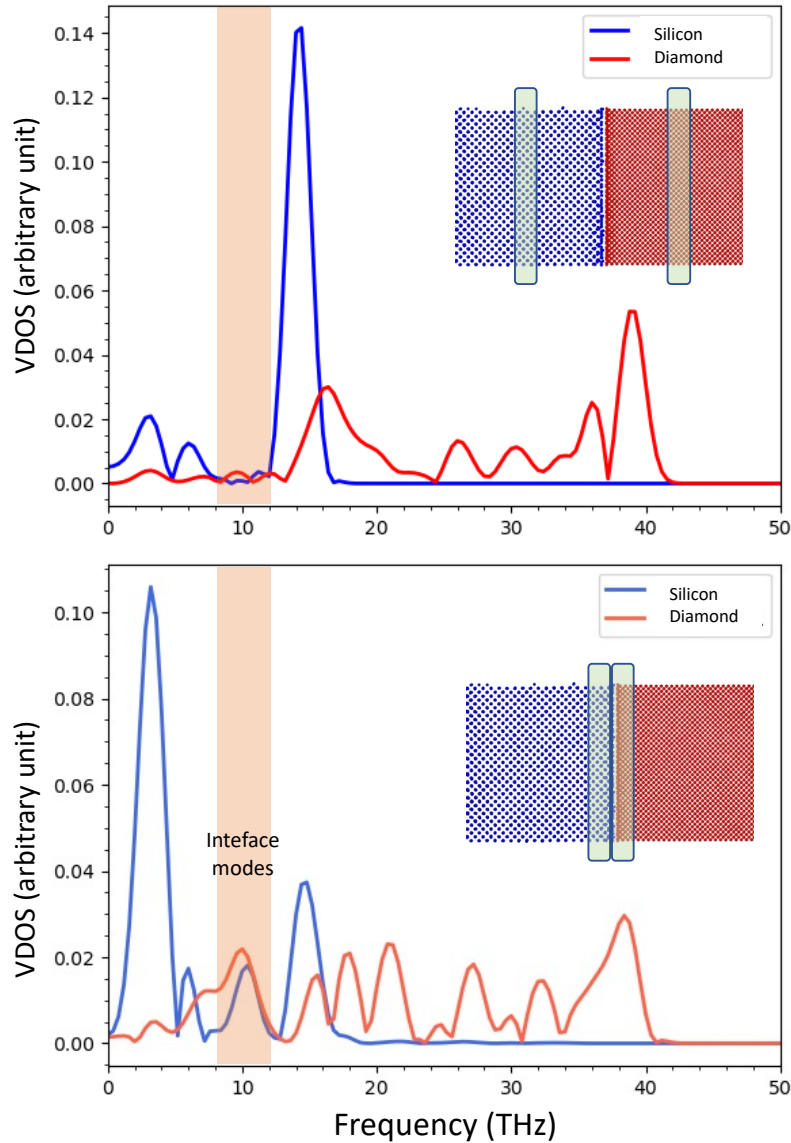 VDOS (arbitrary unit)
0.14
0.12
0.10
0.08
0.06
0.04
0.02
0.00
Silicon
Diamond
0 10 20 30 40 50
VDOS (arbitrary unit)
0.10
0.08
0.06
0.04
0.02
0.00
Silicon
Diamond
Inteface
modes
0 10 20 30 40 50
Frequency (THz)